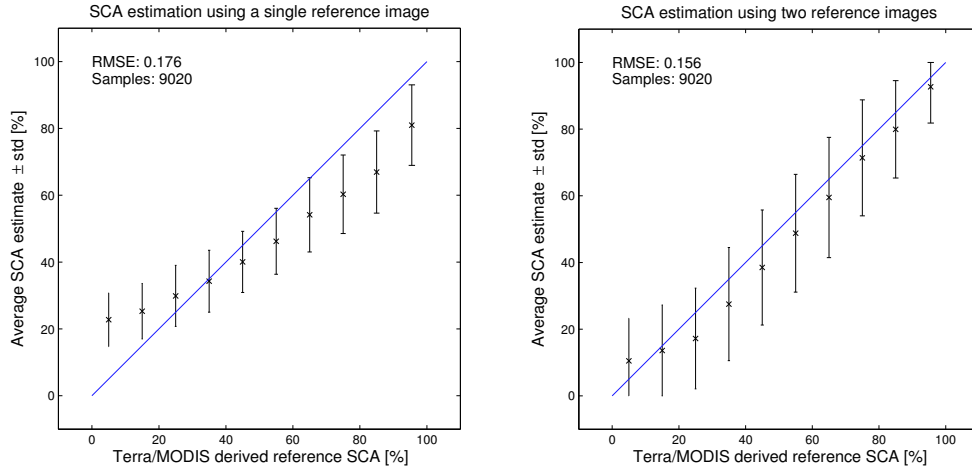 SCA estimation using a single reference image
RMSE: 0.176
Samples: 9020
Average SCA estimate ± std [%]
100
80
60
40
20
0
0 20 40 60 80 100
Terra/MODIS derived reference SCA [%]
SCA estimation using two reference images
RMSE: 0.156
Samples: 9020
Average SCA estimate ± std [%]
100
80
60
40
20
0
0 20 40 60 80 100
Terra/MODIS derived reference SCA [%]